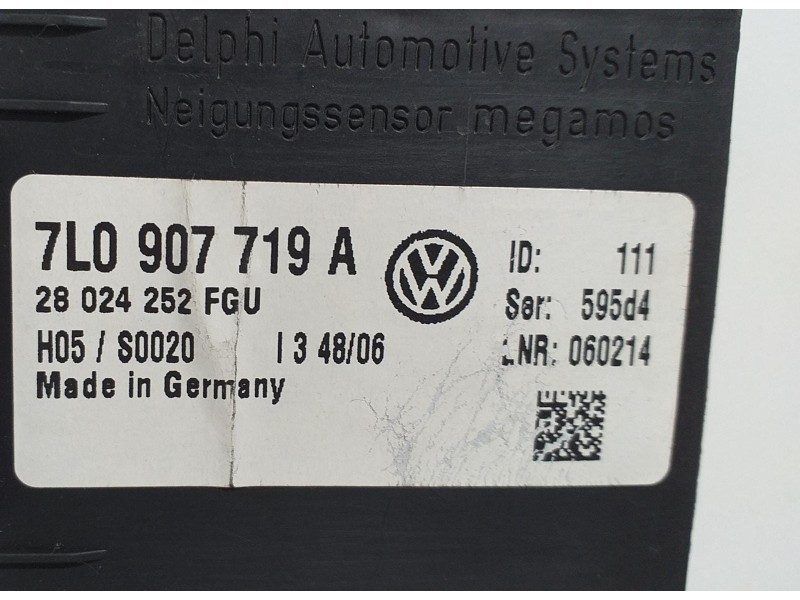 Delphi Automotive Systems
Neigungssensor megamos
7L0 907 719 A
ID: 111
28 024 252 FGU
Ser: 595d4
H05 / S0020 I 3 48/06
LNR: 060214
Made in Germany